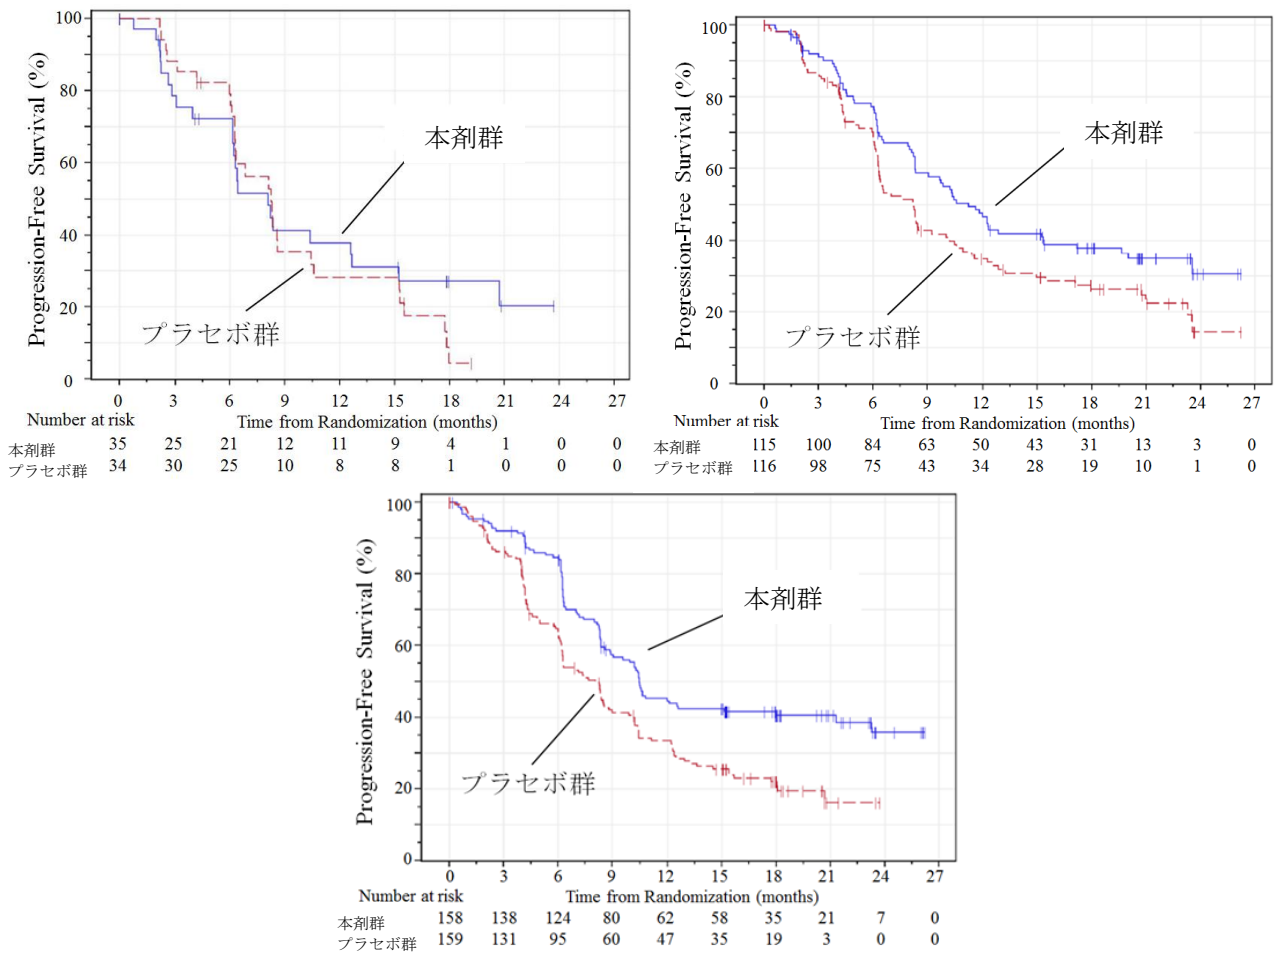 Progression-Free Survival (%)
100
80
60
40
20
0
本剤群
プラセボ群
0 3 6 9 12 15 18 21 24 27
Number at risk
Time from Randomization (months)
本剤群 35 25 21 12 11 9 4 1 0 0
プラセボ群 34 30 25 10 8 8 1 0 0 0
Progression-Free Survival (%)
100
80
60
40
20
0
本剤群
プラセボ群
0 3 6 9 12 15 18 21 24 27
Number at risk
Time from Randomization (months)
本剤群 115 100 84 63 50 43 31 13 3 0
プラセボ群 116 98 75 43 34 28 19 10 1 0
Progression-Free Survival (%)
100
80
60
40
20
0
本剤群
プラセボ群
0 3 6 9 12 15 18 21 24 27
Number at risk
Time from Randomization (months)
本剤群 158 138 124 80 62 58 35 21 7 0
プラセボ群 159 131 95 60 47 35 19 3 0 0